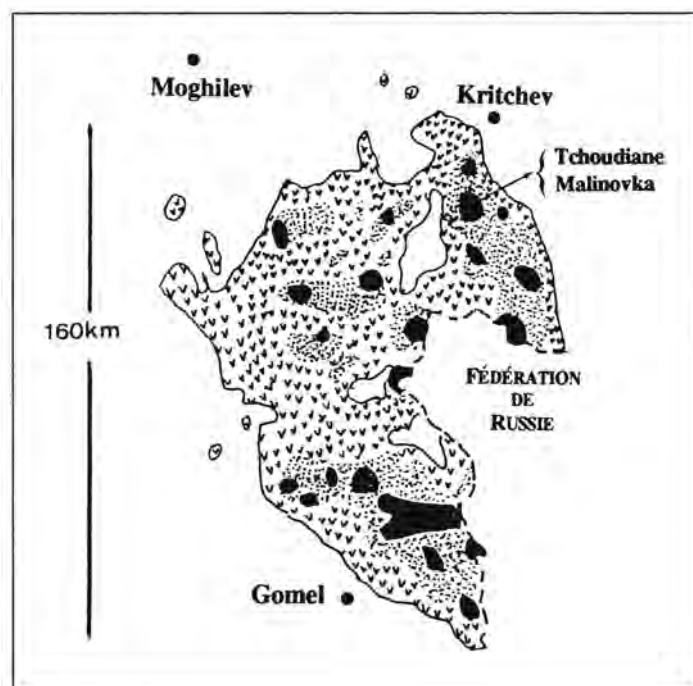 Moghilev
Kritchev
Tchoudiane
Malinovka
160km
FÉDÉRATION
DE
RUSSIE
Gomel